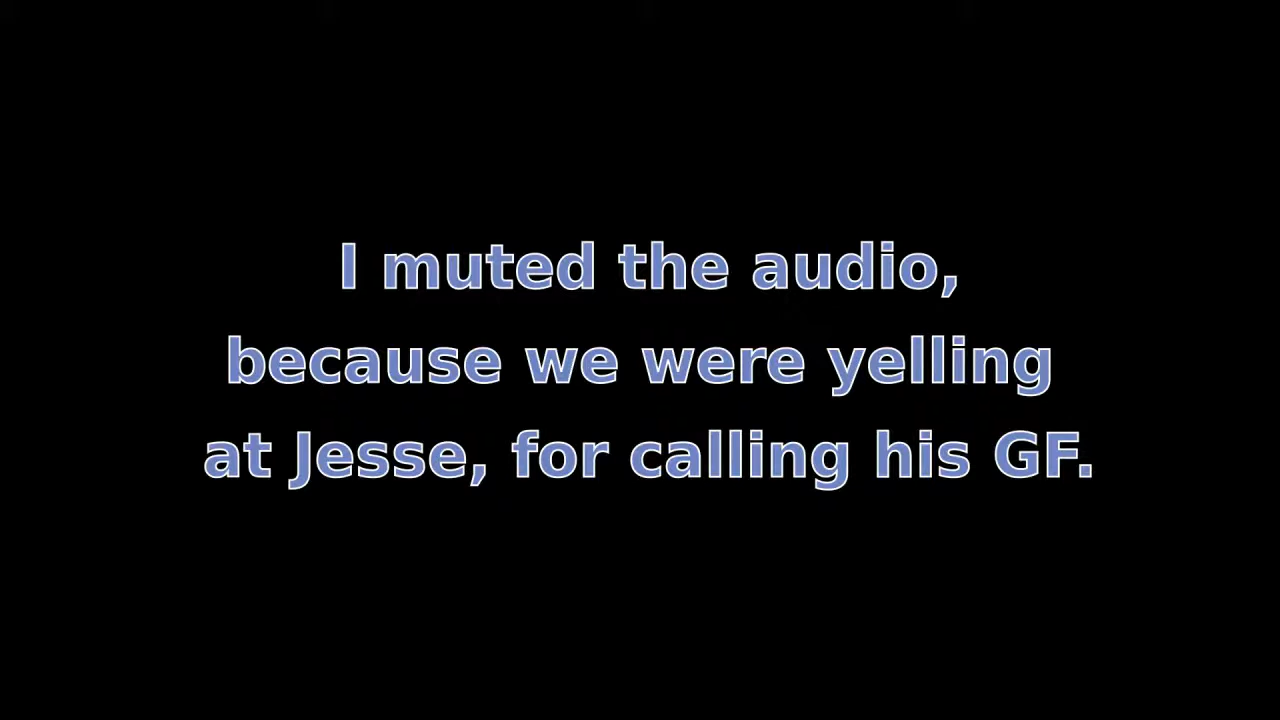 I muted the audio,
because we were yelling
at Jesse, for calling his GF.